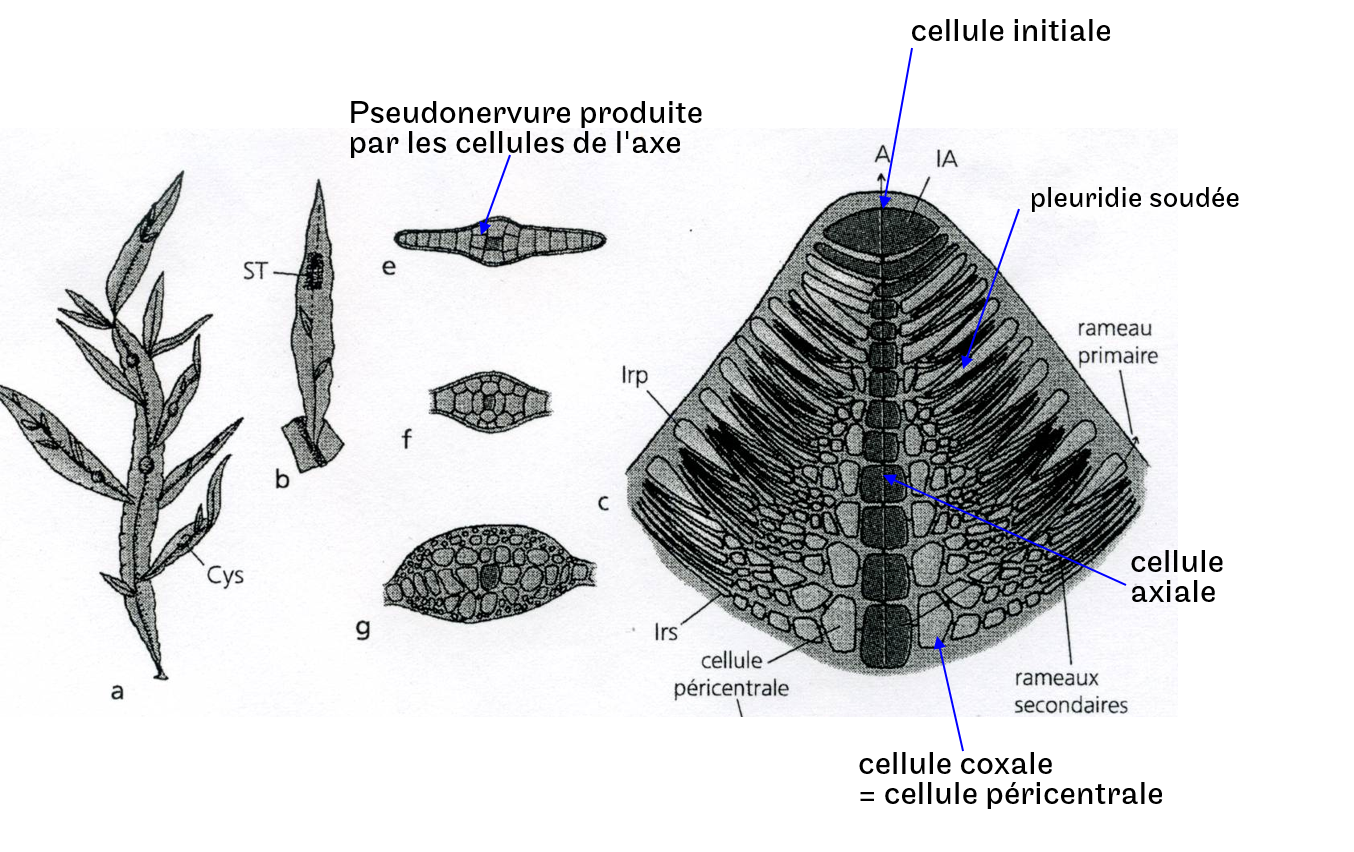 cellule initiale
Pseudonervure produite
par les cellules de l'axe
A
IA
pleuridie soudée
ST
e
rameau
primaire
Irp
f
b
c
cellule
axiale
Cys
g
Irs
cellule
péricentrale
a
rameaux
secondaires
cellule coxale
= cellule péricentrale